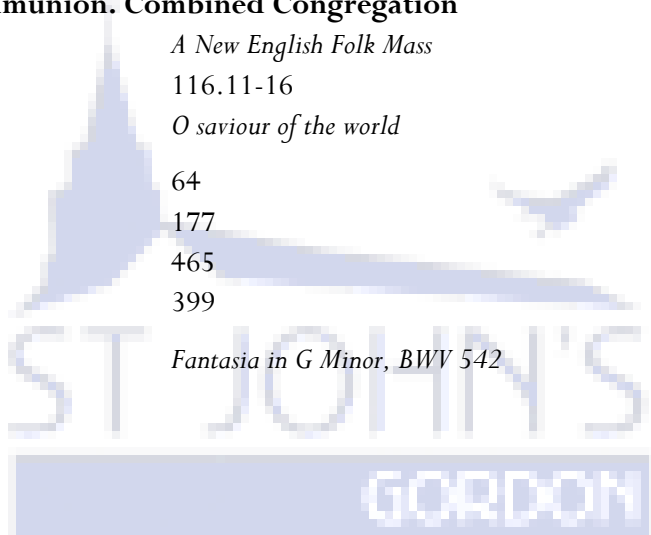 mmunion. Combined Congregation
A New English Folk Mass
116.11-16
O saviour of the world
64
177
465
399
Fantasia in G Minor, BWV 542
ST JOHN'S
GORDON